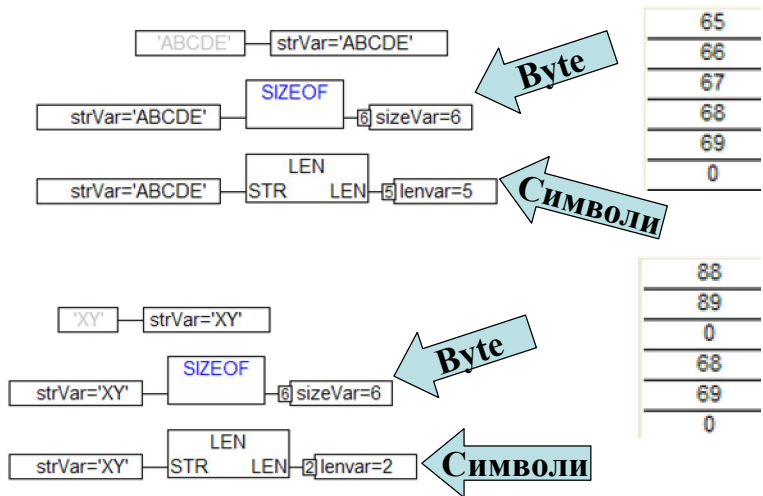 'ABCDE' strVar='ABCDE'
SIZEOF
strVar='ABCDE' 6 sizeVar=6
Byte
LEN
strVar='ABCDE' STR LEN 5 lenvar=5
Символи
65
66
67
68
69
0
'XY' strVar='XY'
SIZEOF
strVar='XY' 6 sizeVar=6
Byte
LEN
strVar='XY' STR LEN 2 lenvar=2
Символи
88
89
0
68
69
0